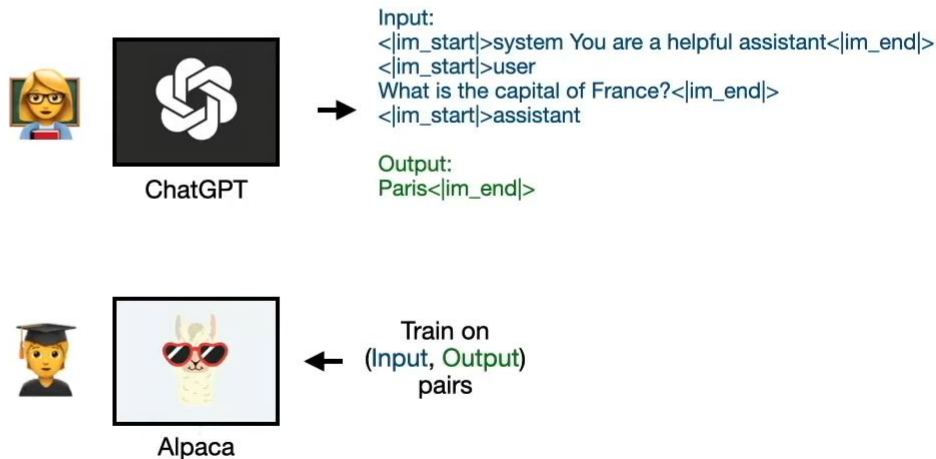 Input:
<|im_start|>system You are a helpful assistant<|im_end|>
<|im_start|>user
What is the capital of France?<|im_end|>
<|im_start|>assistant
Output:
Paris<|im_end|>
ChatGPT
Train on
(Input, Output)
pairs
Alpaca